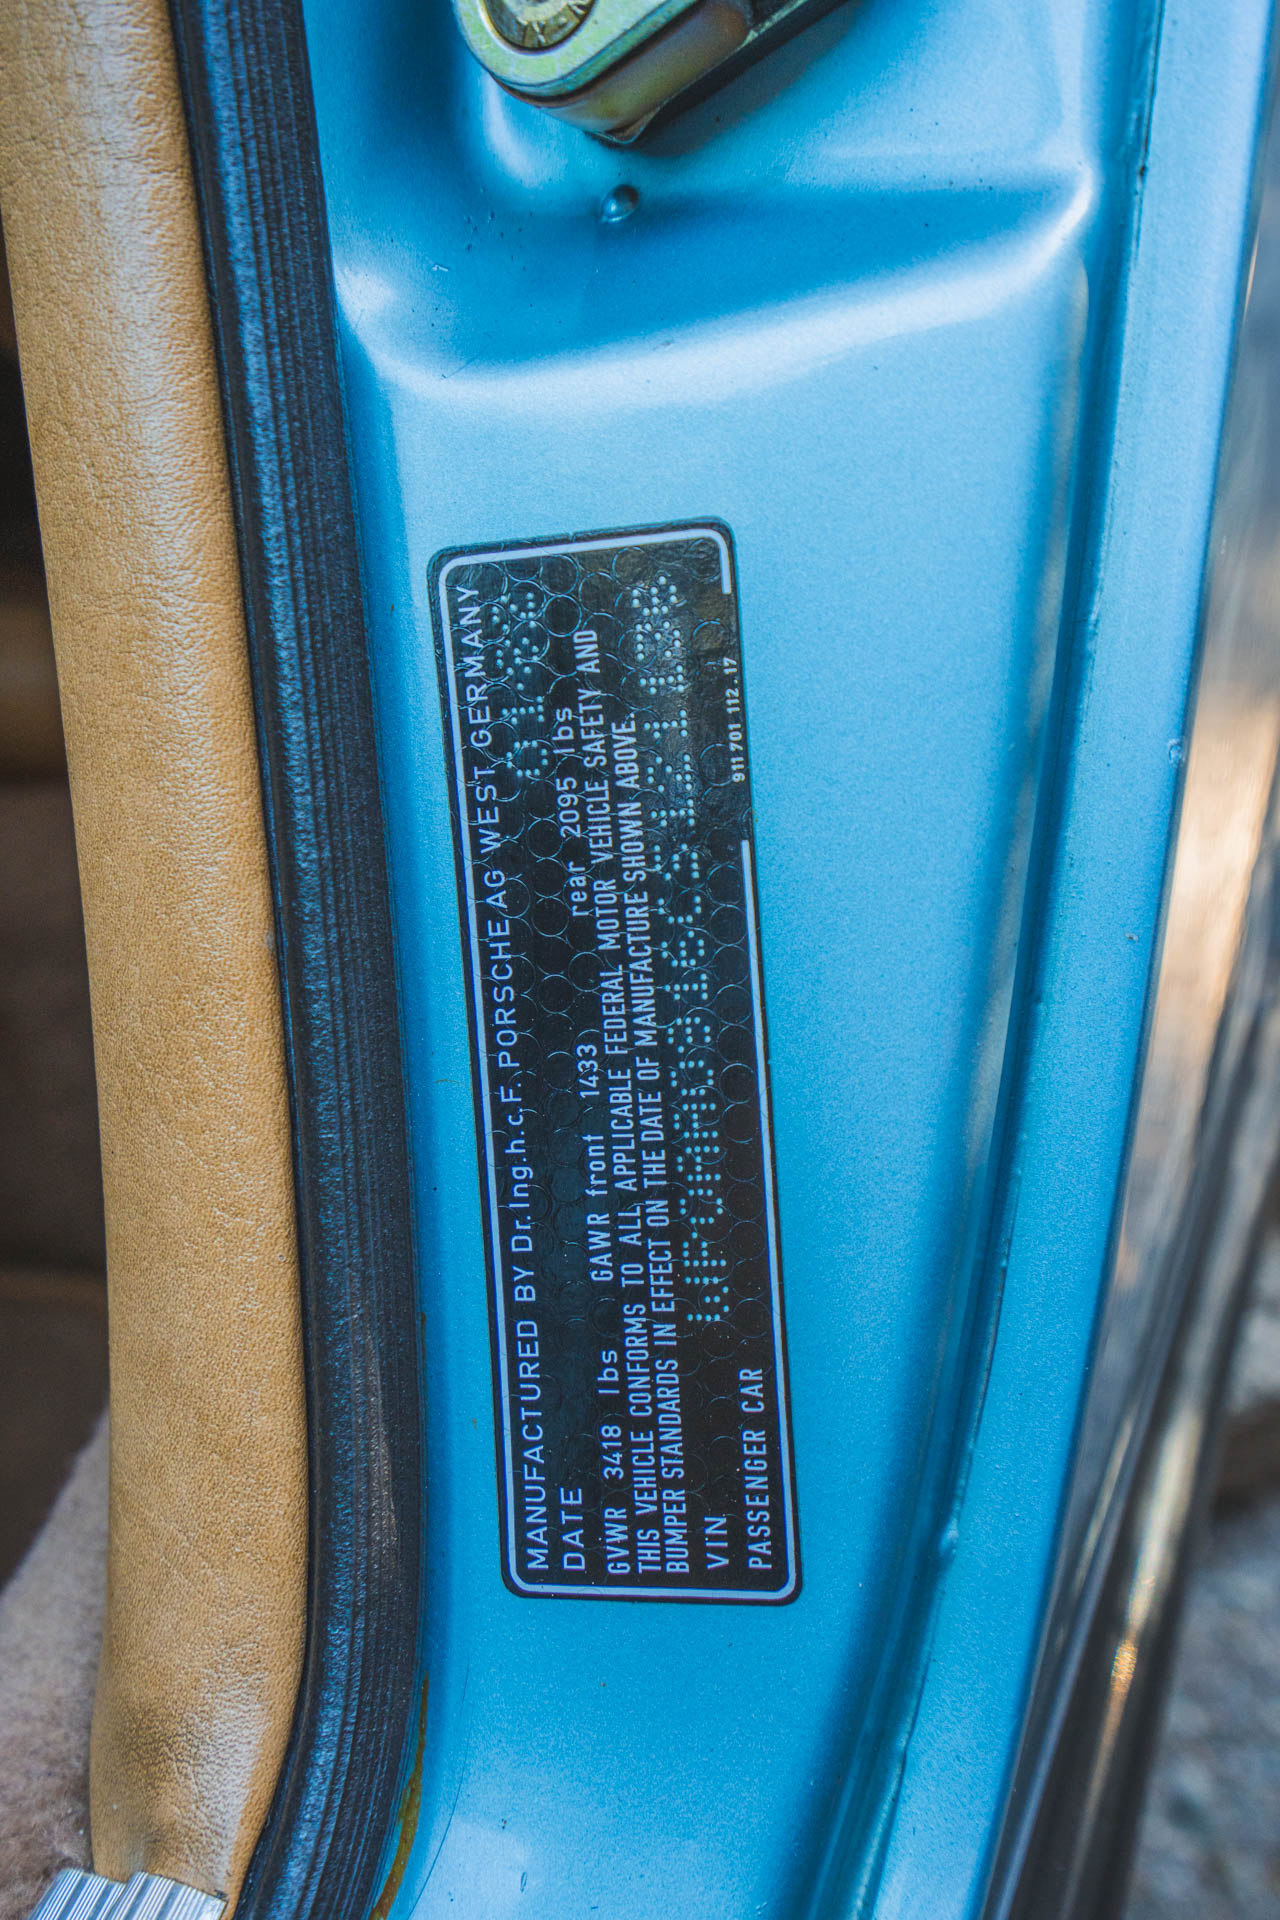 MANUFACTURED BY Dr. Ing. h. c. F. PORSCHE AG WEST GERMANY
DATE
GVWR 3418 lbs GAWR front 1433 rear 2095 lbs
THIS VEHICLE CONFORMS TO ALL APPLICABLE FEDERAL MOTOR VEHICLE SAFETY AND
BUMPER STANDARDS IN EFFECT ON THE DATE OF MANUFACTURE SHOWN ABOVE.
VIN
PASSENGER CAR
911 701 112 .17